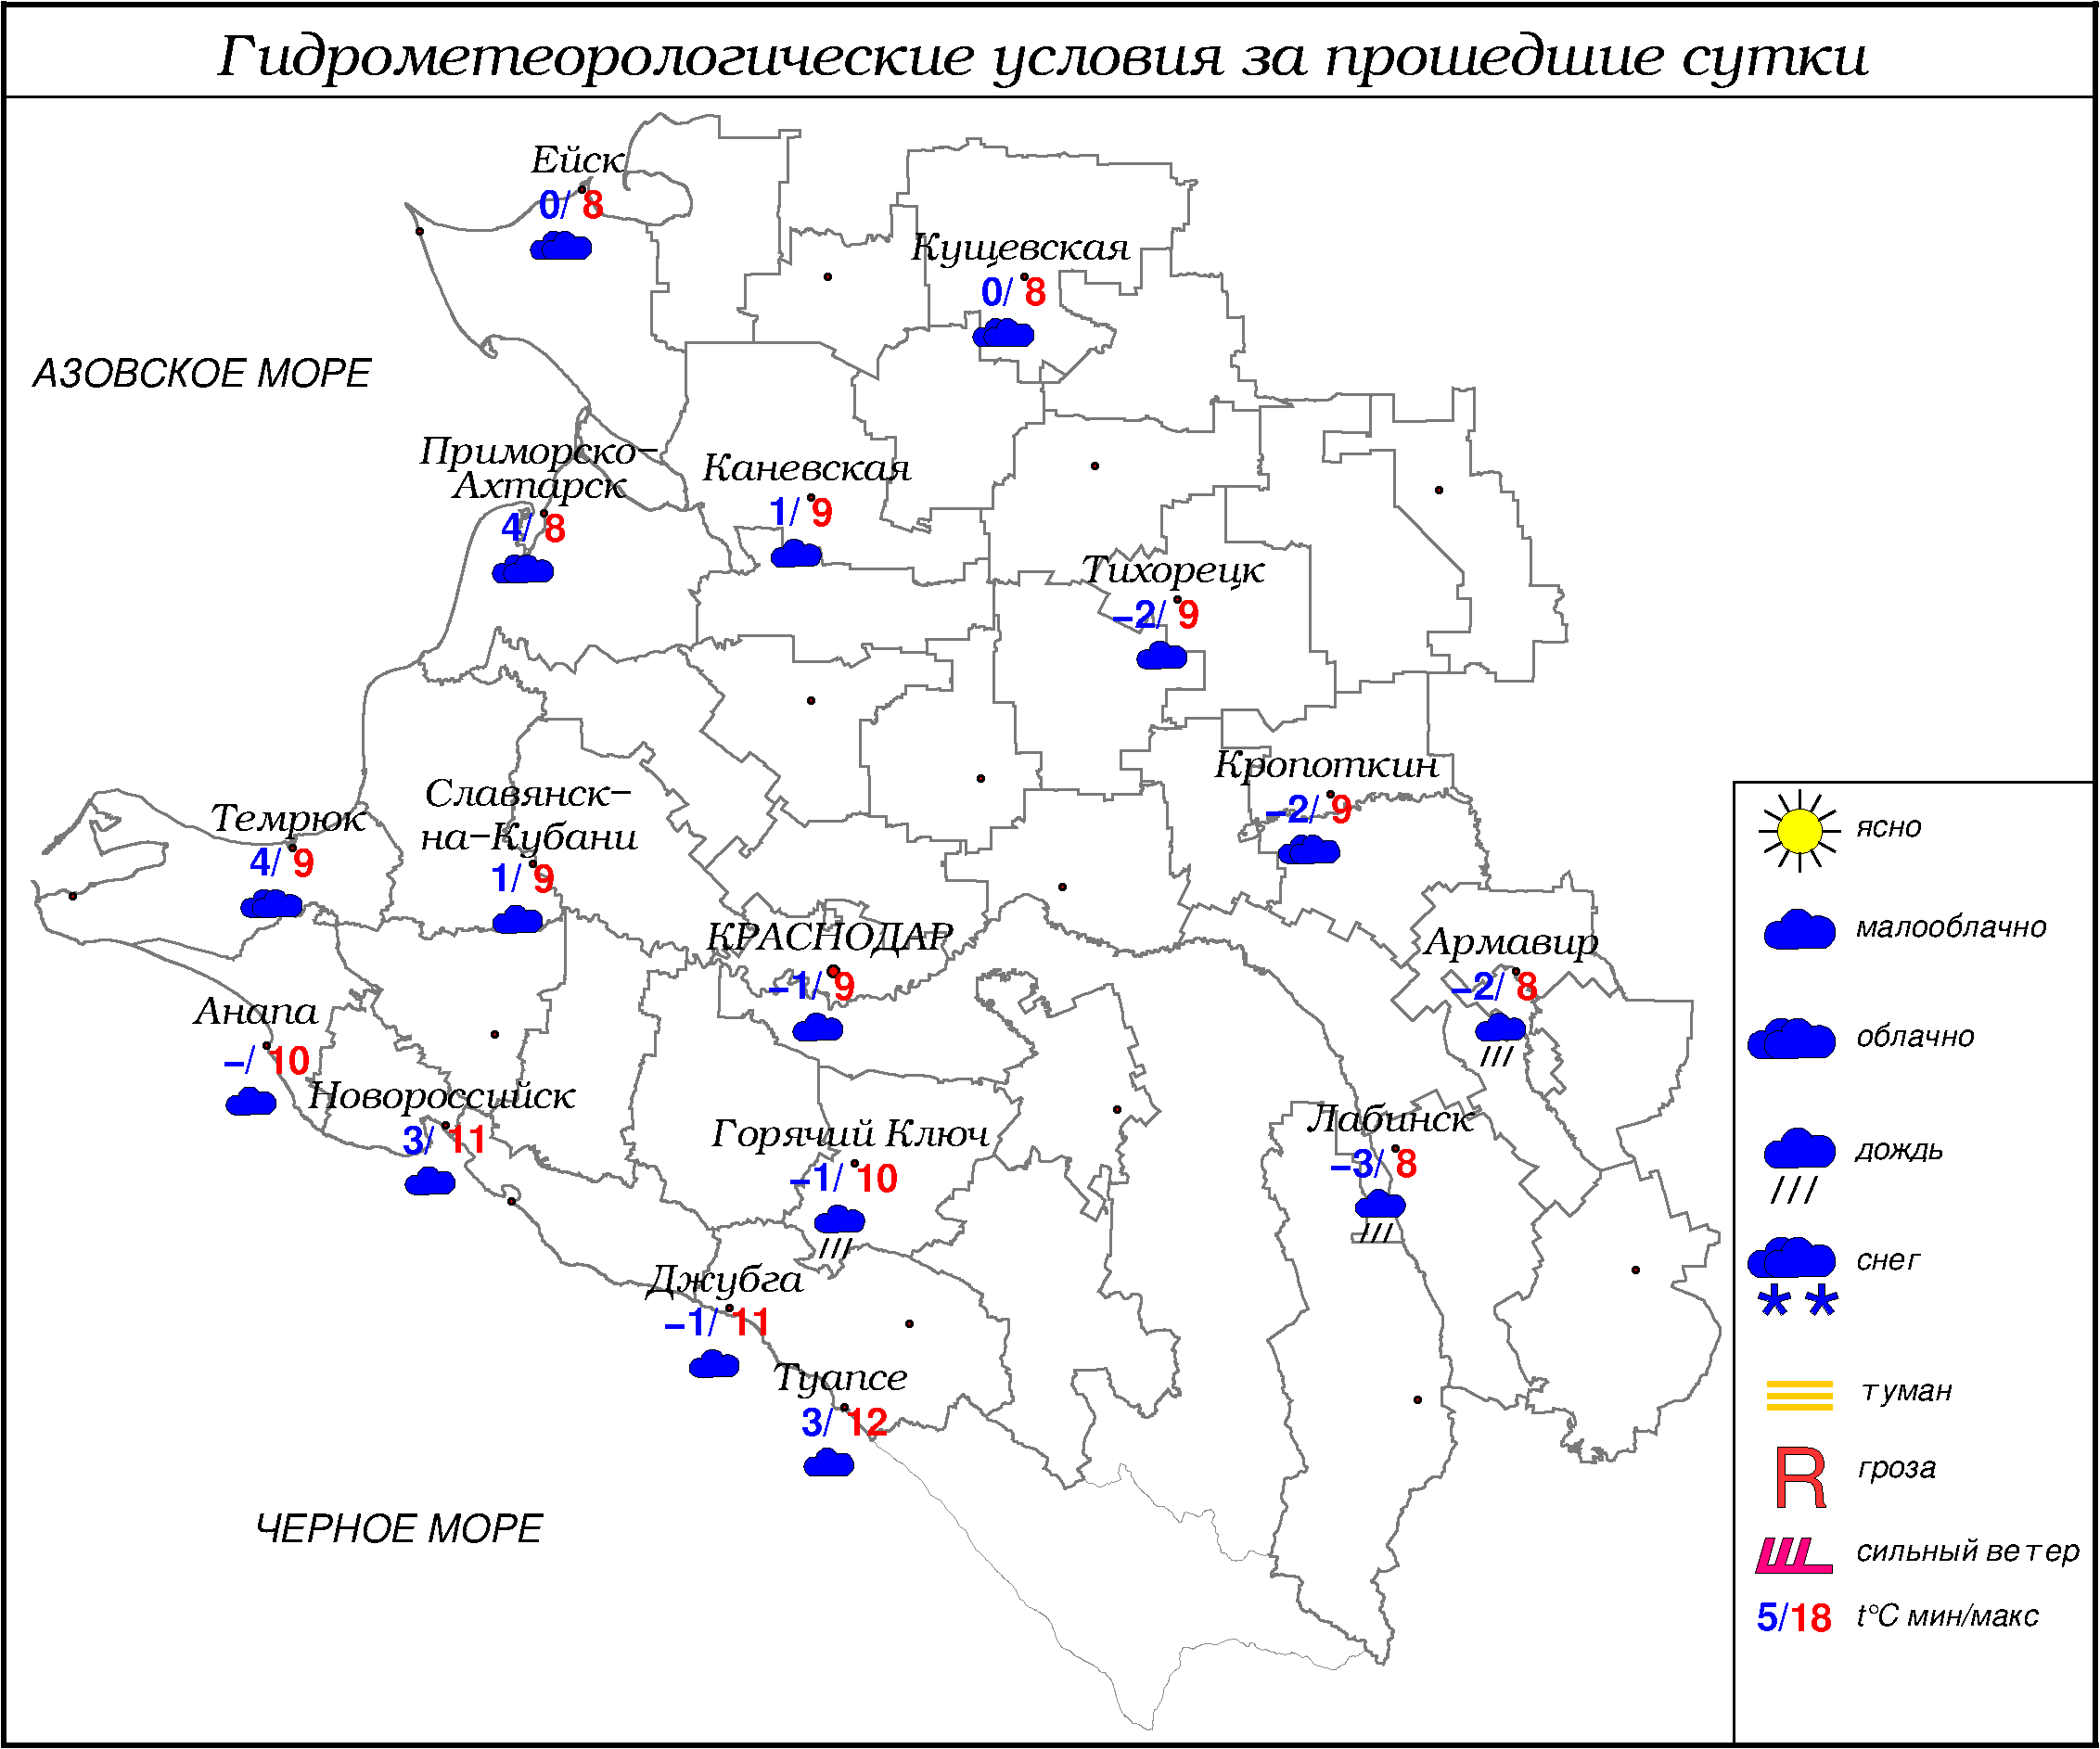 Гидрометеорологические условия за прошедшие сутки
Ейск
0/ 8
Кущевская
0/ 8
АЗОВСКОЕ МОРЕ
Приморско-
Ахтарск
4/ 8
Каневская
1/ 9
Тихорецк
-2/ 9
Кропоткин
-2/ 9
Темрюк
4/ 9
Славянск-
на-Кубани
1/ 9
КРАСНОДАР
-1/ 9
Армавир
-2/ 8
Анапа
-/ 10
Новороссийск
3/ 11
Горячий Ключ
-1/ 10
Лабинск
-3/ 8
Джубга
-1/ 11
Туапсе
3/ 12
ЧЕРНОЕ МОРЕ
ясно
малооблачно
облачно
дождь
снег
туман
R гроза
сильный ветер
5/18 t°C мин/макс